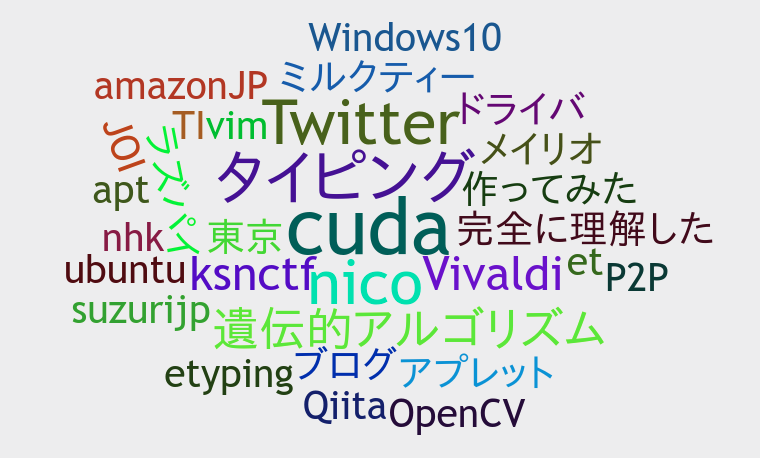 Windows10
amazonJP
ミルクティー
TI
vim
Twitter
ドライバ
JOI
ラズパイ
メイリオ
タイピング
apt
作ってみた
nhk
東京
cuda
完全に理解した
ubuntu
ksnctf
nico
Vivaldi
et
P2P
suzurijp
遺伝的アルゴリズム
etyping
ブログ
アプレット
Qiita
OpenCV